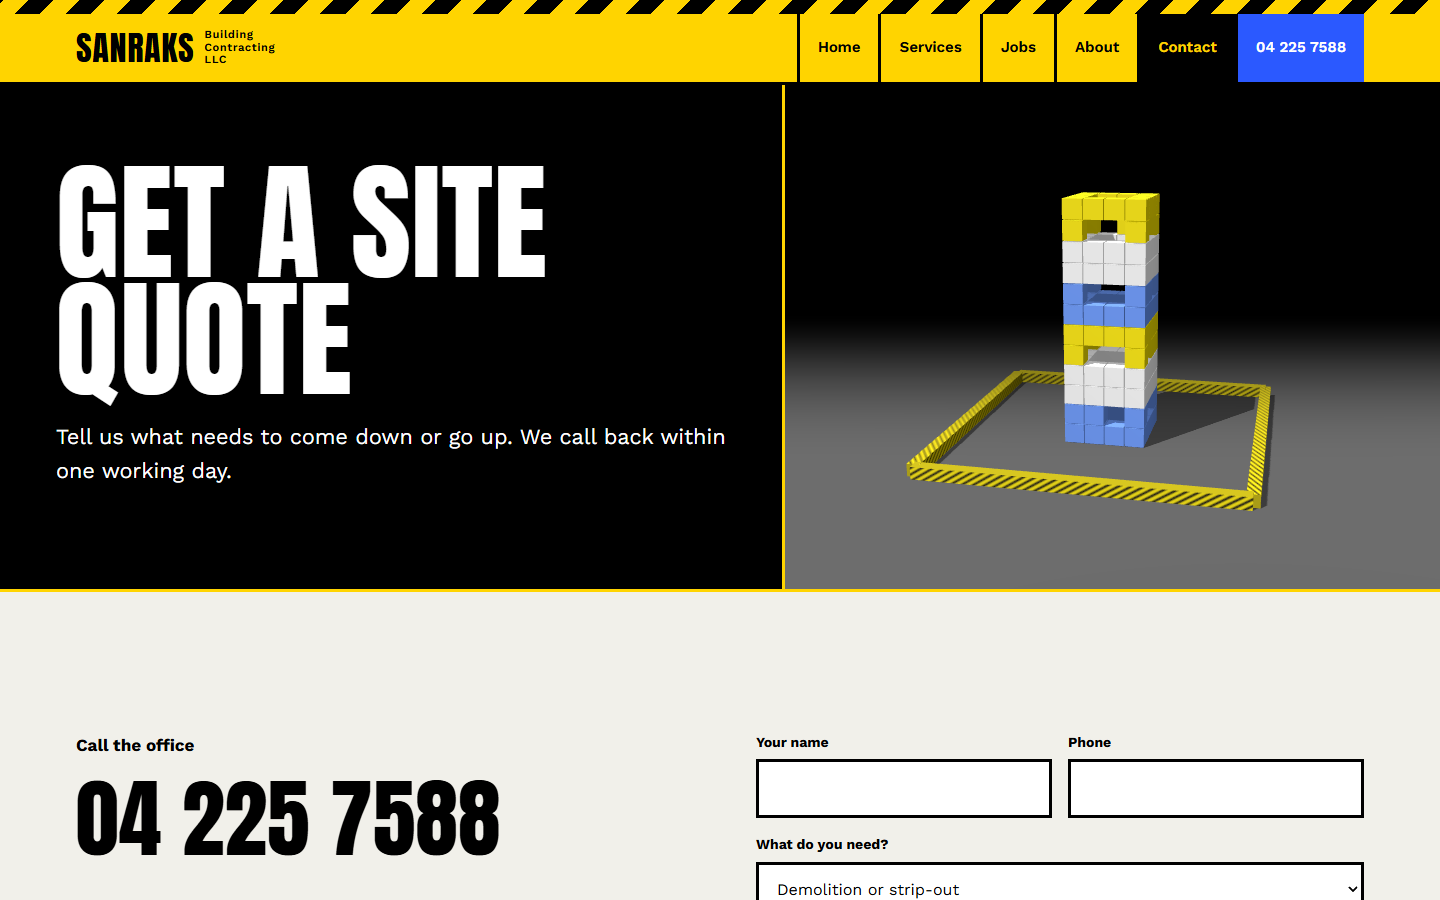 SANRAKS
Building
Contracting
LLC
Home
Services
Jobs
About
Contact
04 225 7588
GET A SITE
QUOTE
Tell us what needs to come down or go up. We call back within
one working day.
Call the office
04 225 7588
Your name
Phone
What do you need?
Demolition or strip-out